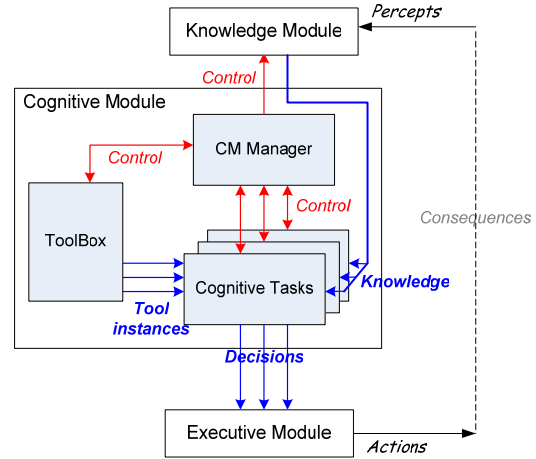 Percepts
Knowledge Module
Control
Cognitive Module
CM Manager
Control
Control
ToolBox
Consequences
Cognitive Tasks
Knowledge
Tool
instances
Decisions
Executive Module
Actions